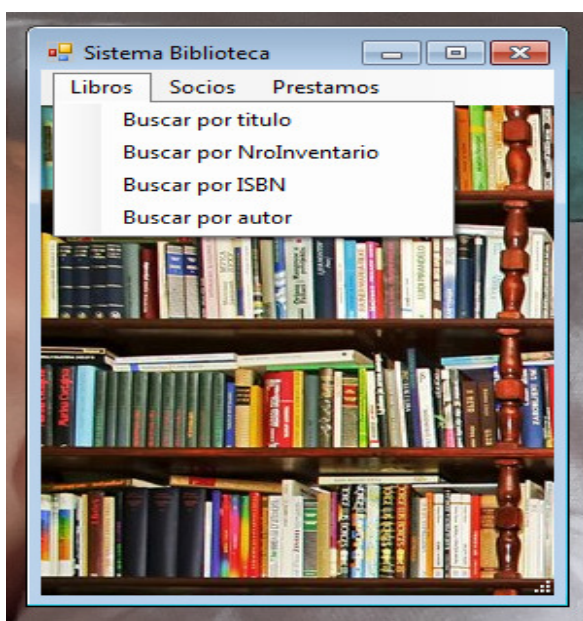 Sistema Biblioteca
Libros Socios Prestamos
Buscar por titulo
Buscar por NroInventario
Buscar por ISBN
Buscar por autor